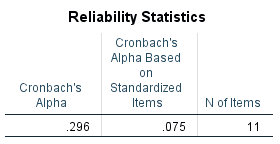 Reliability Statistics
Cronbach's
Alpha Based
on
Cronbach's Standardized
Alpha Items N of Items
.296 .075 11